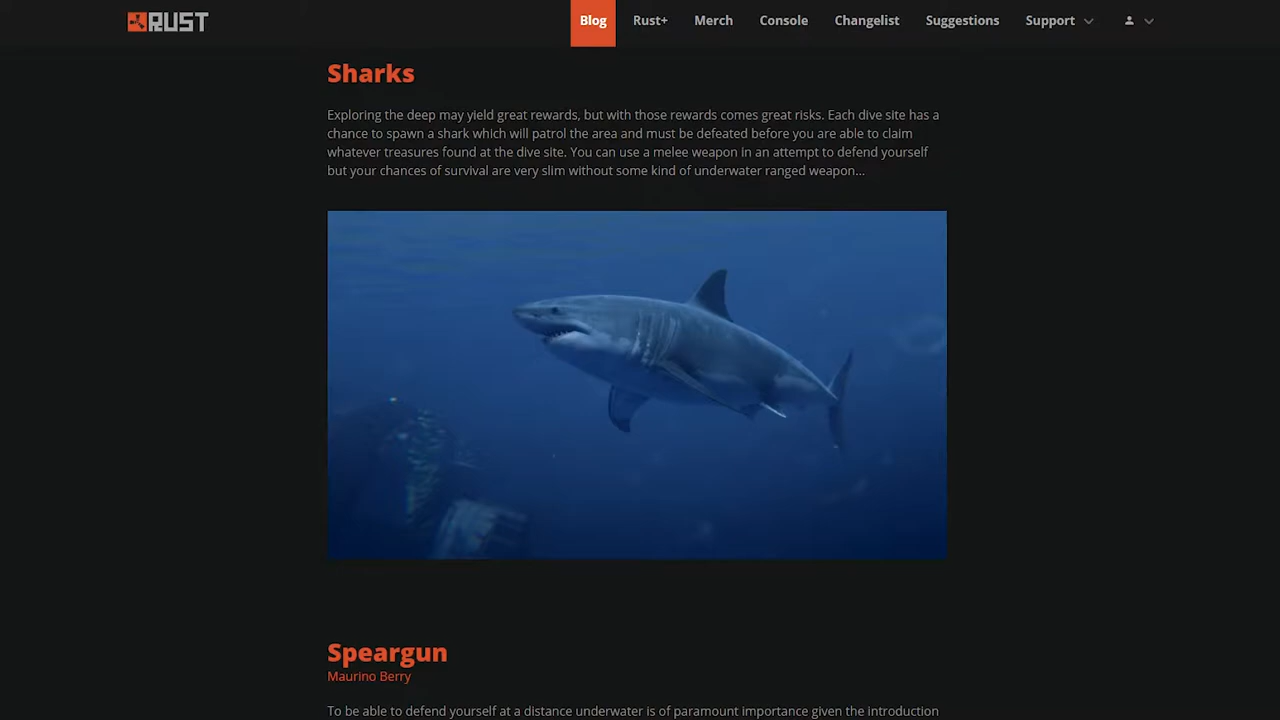 RUST
Blog
Rust+
Merch
Console
Changelist
Suggestions
Support
Sharks
Exploring the deep may yield great rewards, but with those rewards comes great risks. Each dive site has a
chance to spawn a shark which will patrol the area and must be defeated before you are able to claim
whatever treasures found at the dive site. You can use a melee weapon in an attempt to defend yourself
but your chances of survival are very slim without some kind of underwater ranged weapon...
Speargun
Maurino Berry
To be able to defend yourself at a distance underwater is of paramount importance given the introduction